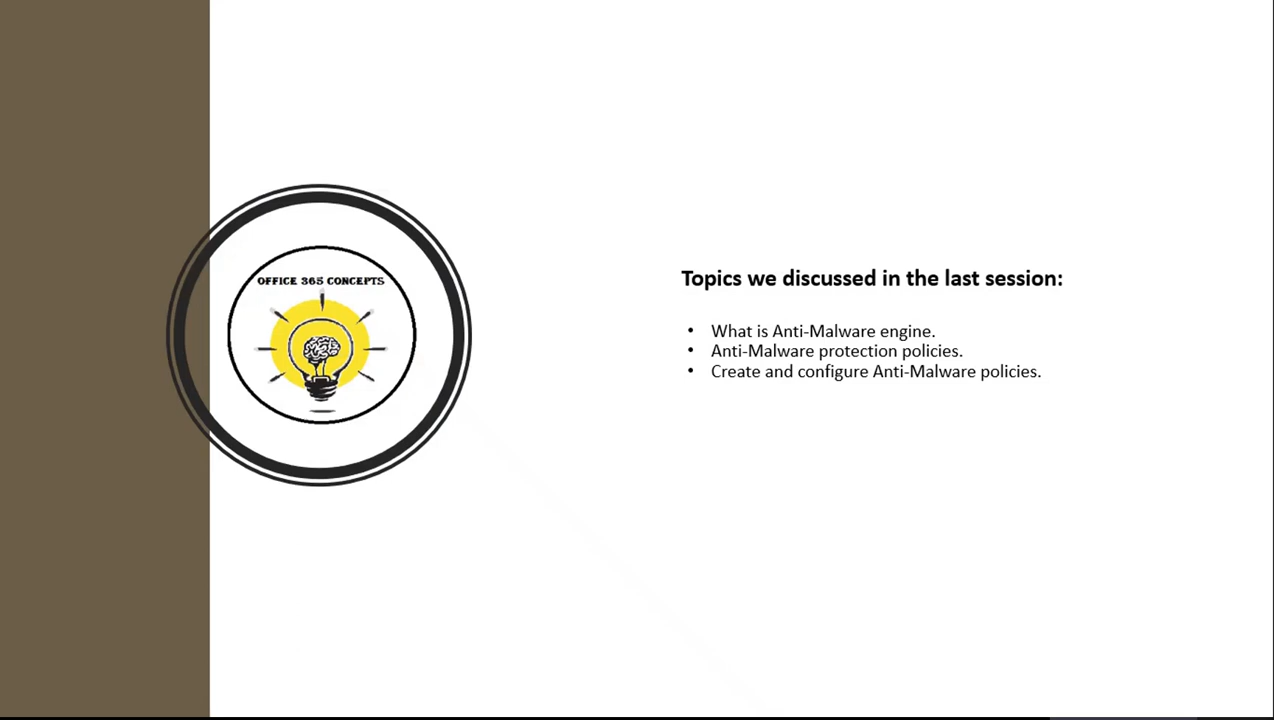 OFFICE 365 CONCEPTS
Topics we discussed in the last session:
• What is Anti-Malware engine.
• Anti-Malware protection policies.
• Create and configure Anti-Malware policies.